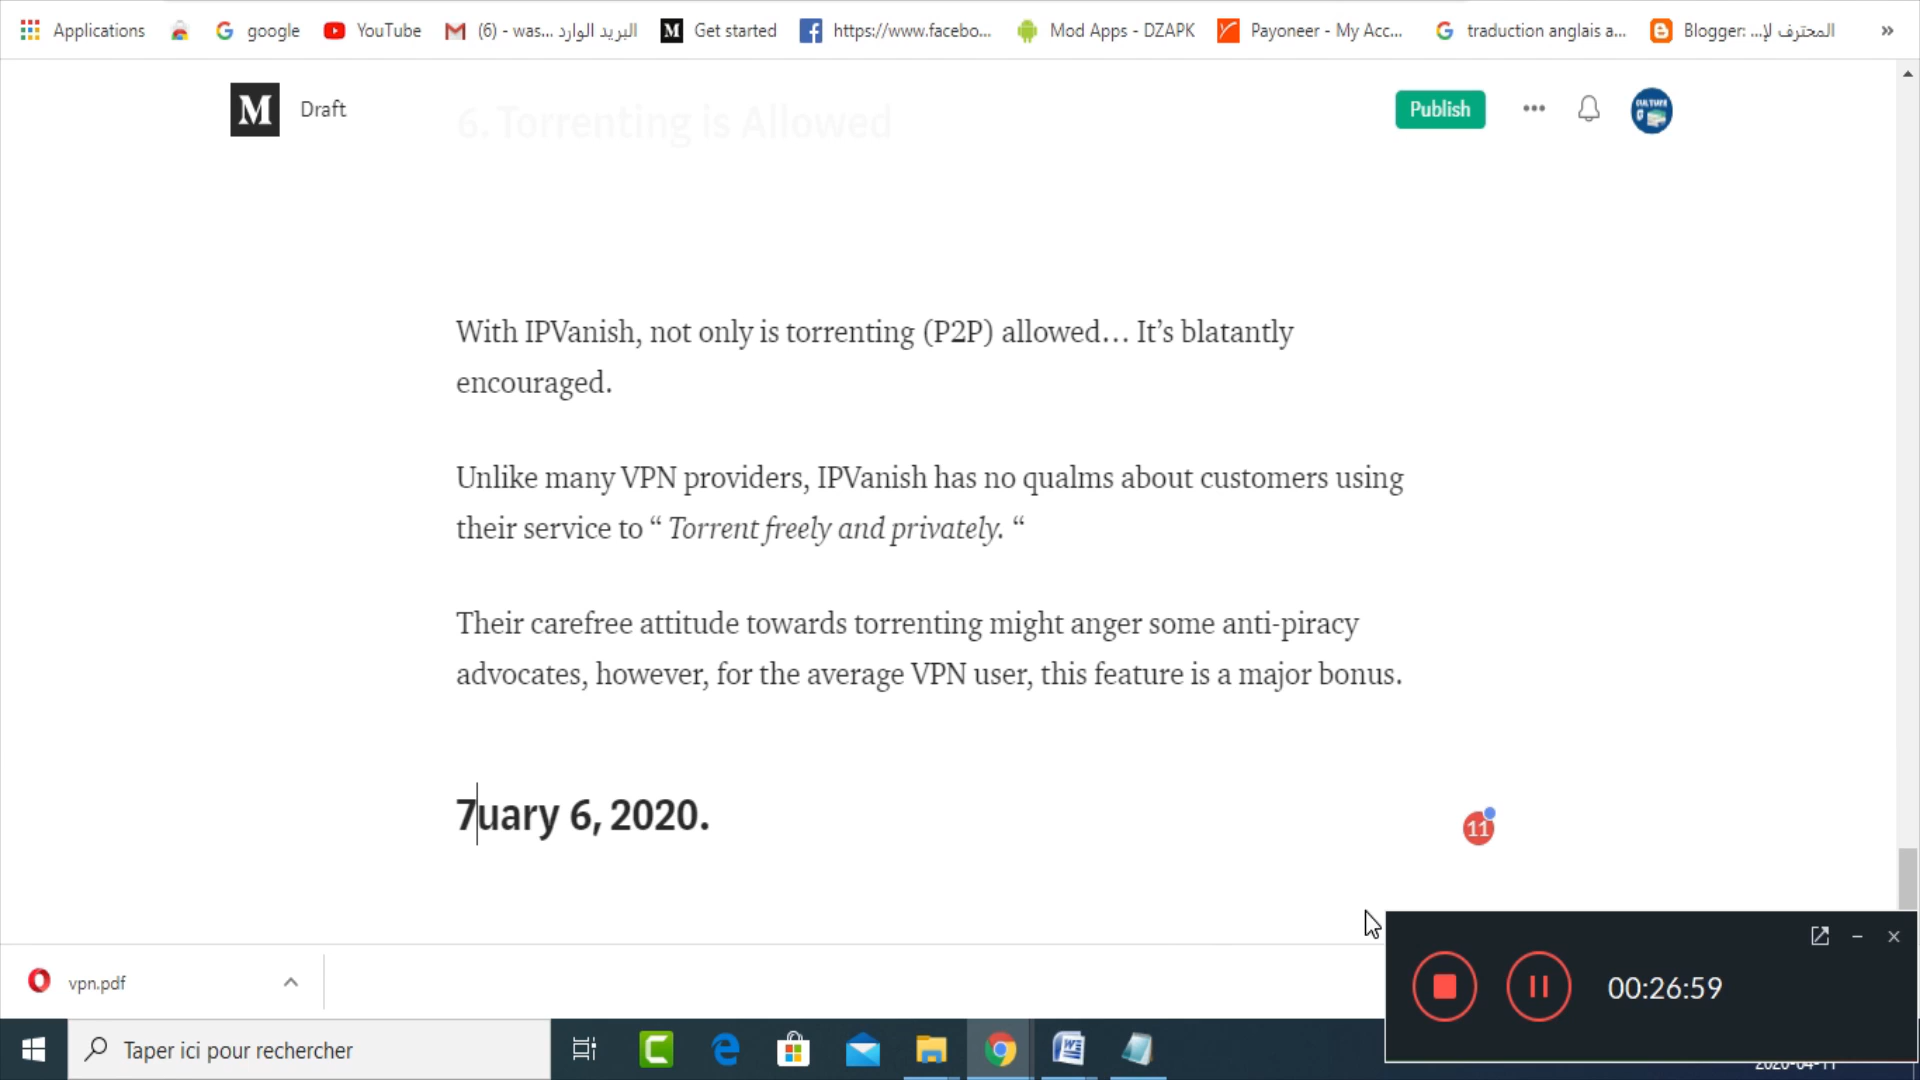 Applications google YouTube (6) - was... البريد الوارد Get started https://www.facebo... Mod Apps - DZAPK Payoneer - My Acc... traduction anglais a... Blogger: ...المحترف لإ »
M Draft 6. Torrenting is Allowed Publish
With IPVanish, not only is torrenting (P2P) allowed… It’s blatantly
encouraged.
Unlike many VPN providers, IPVanish has no qualms about customers using
their service to “ Torrent freely and privately. “
Their carefree attitude towards torrenting might anger some anti-piracy
advocates, however, for the average VPN user, this feature is a major bonus.
7uary 6, 2020.
11
vpn.pdf
00:26:59
Taper ici pour rechercher
2020-04-11